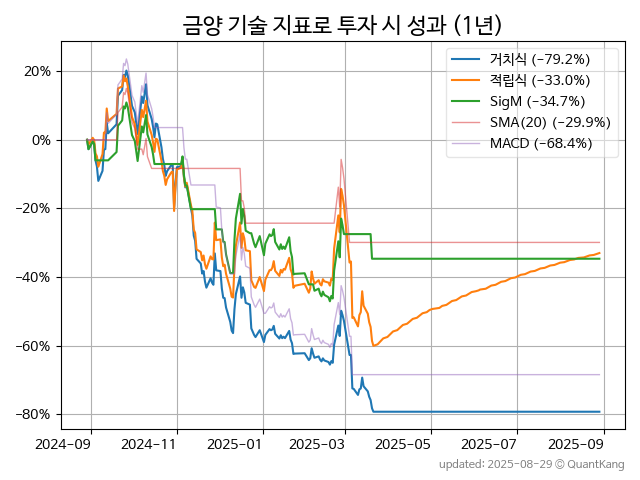 금양 기술 지표로 투자 시 성과 (1년)
거치식 (−79.2%)
적립식 (−33.0%)
SigM (−34.7%)
SMA(20) (−29.9%)
MACD (−68.4%)
20%
0%
−20%
−40%
−60%
−80%
2024-09 2024-11 2025-01 2025-03 2025-05 2025-07 2025-09
updated: 2025-08-29 © QuantKang